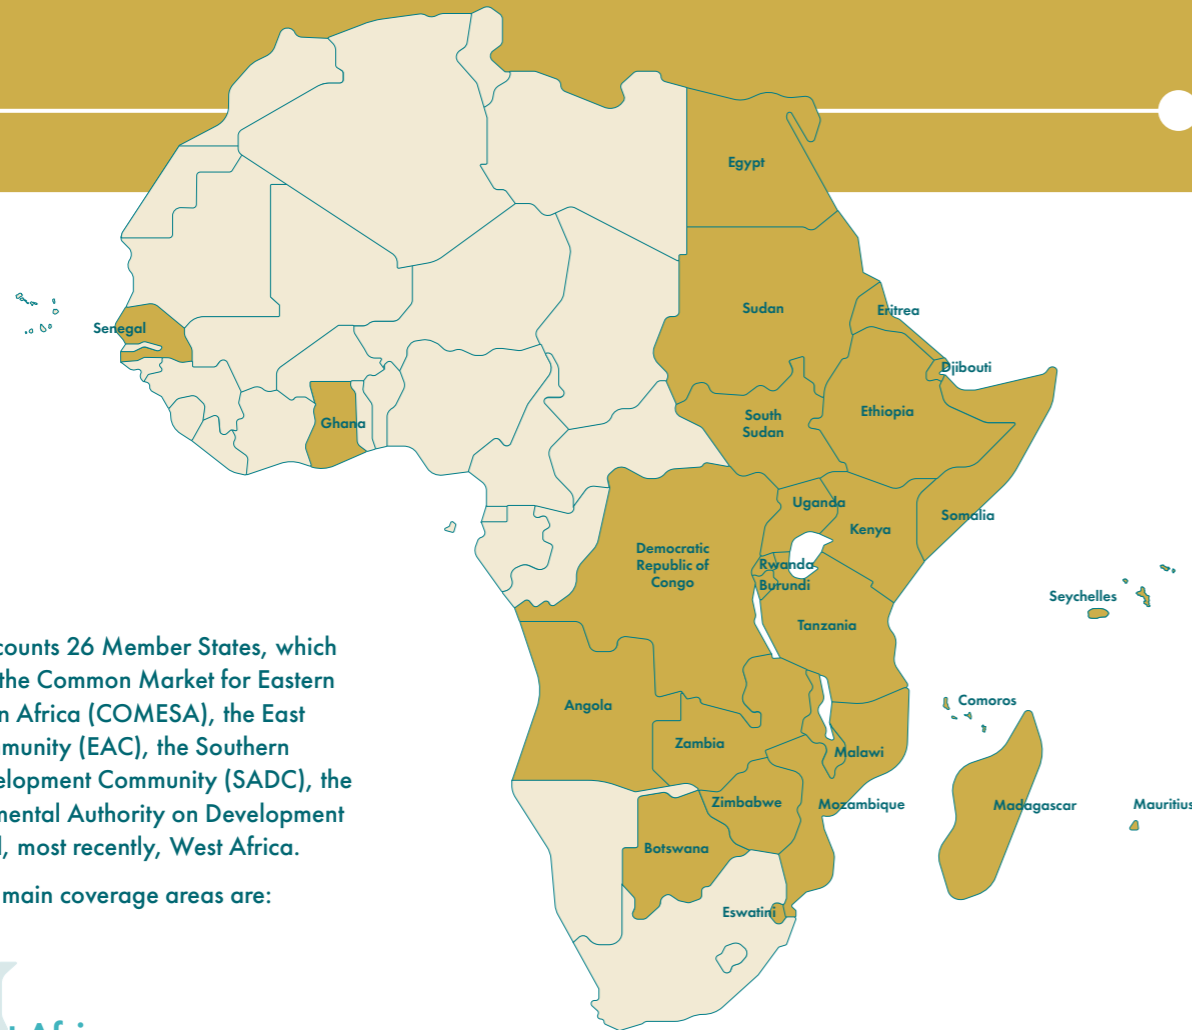 Egypt
Sudan
Eritrea
Senegal
Djibouti
Ethiopia
South
Sudan
Ghana
Uganda
Somalia
Kenya
Democratic
Republic of
Congo
Rwanda
Burundi
Seychelles
Tanzania
counts 26 Member States, which
the Common Market for Eastern
n Africa (COMESA), the East
mmunity (EAC), the Southern
elopment Community (SADC), the
mental Authority on Development
, most recently, West Africa.
main coverage areas are:
Angola
Comoros
Zambia
Malawi
Zimbabwe
Mozambique
Madagascar
Mauritius
Botswana
Eswatini